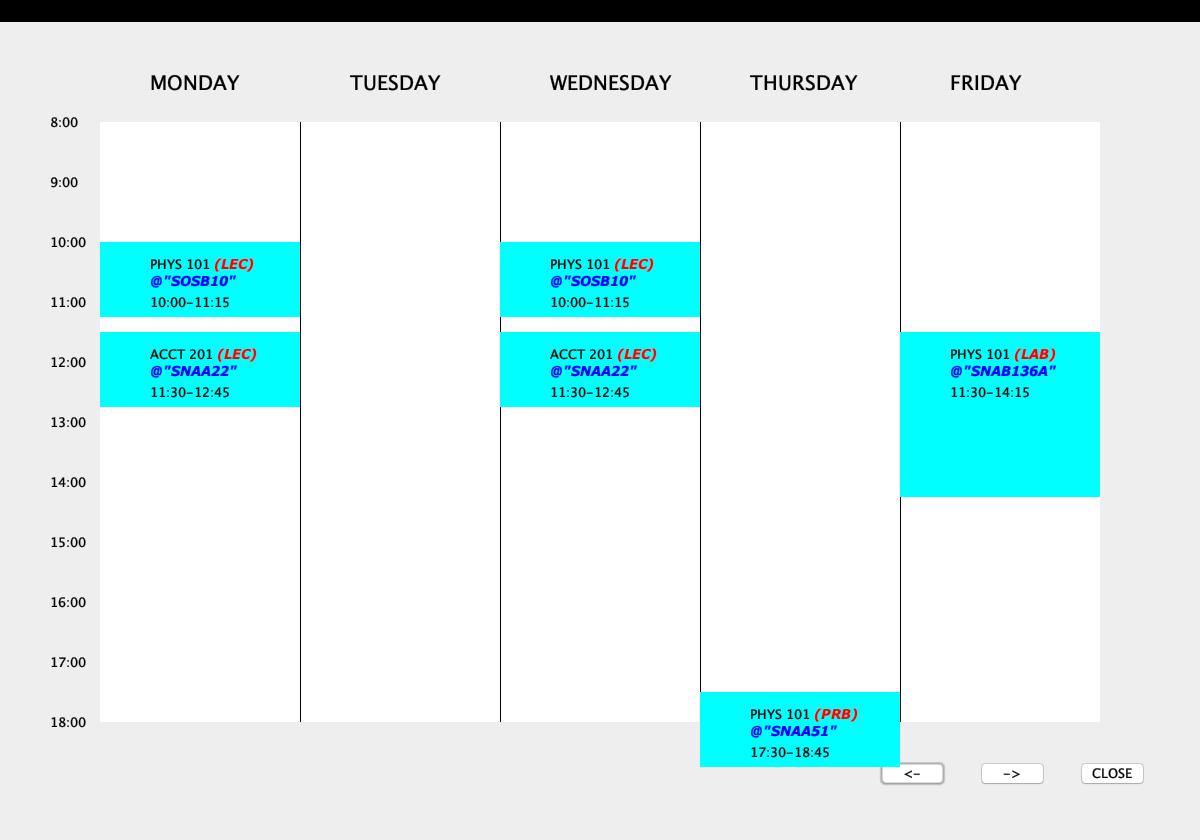 MONDAY TUESDAY WEDNESDAY THURSDAY FRIDAY
8:00
9:00
10:00
11:00
12:00
13:00
14:00
15:00
16:00
17:00
18:00
PHYS 101 (LEC)
@"SOSB10"
10:00-11:15
ACCT 201 (LEC)
@"SNAA22"
11:30-12:45
PHYS 101 (LEC)
@"SOSB10"
10:00-11:15
ACCT 201 (LEC)
@"SNAA22"
11:30-12:45
PHYS 101 (PRB)
@"SNAA51"
17:30-18:45
PHYS 101 (LAB)
@"SNAB136A"
11:30-14:15
<- -> CLOSE